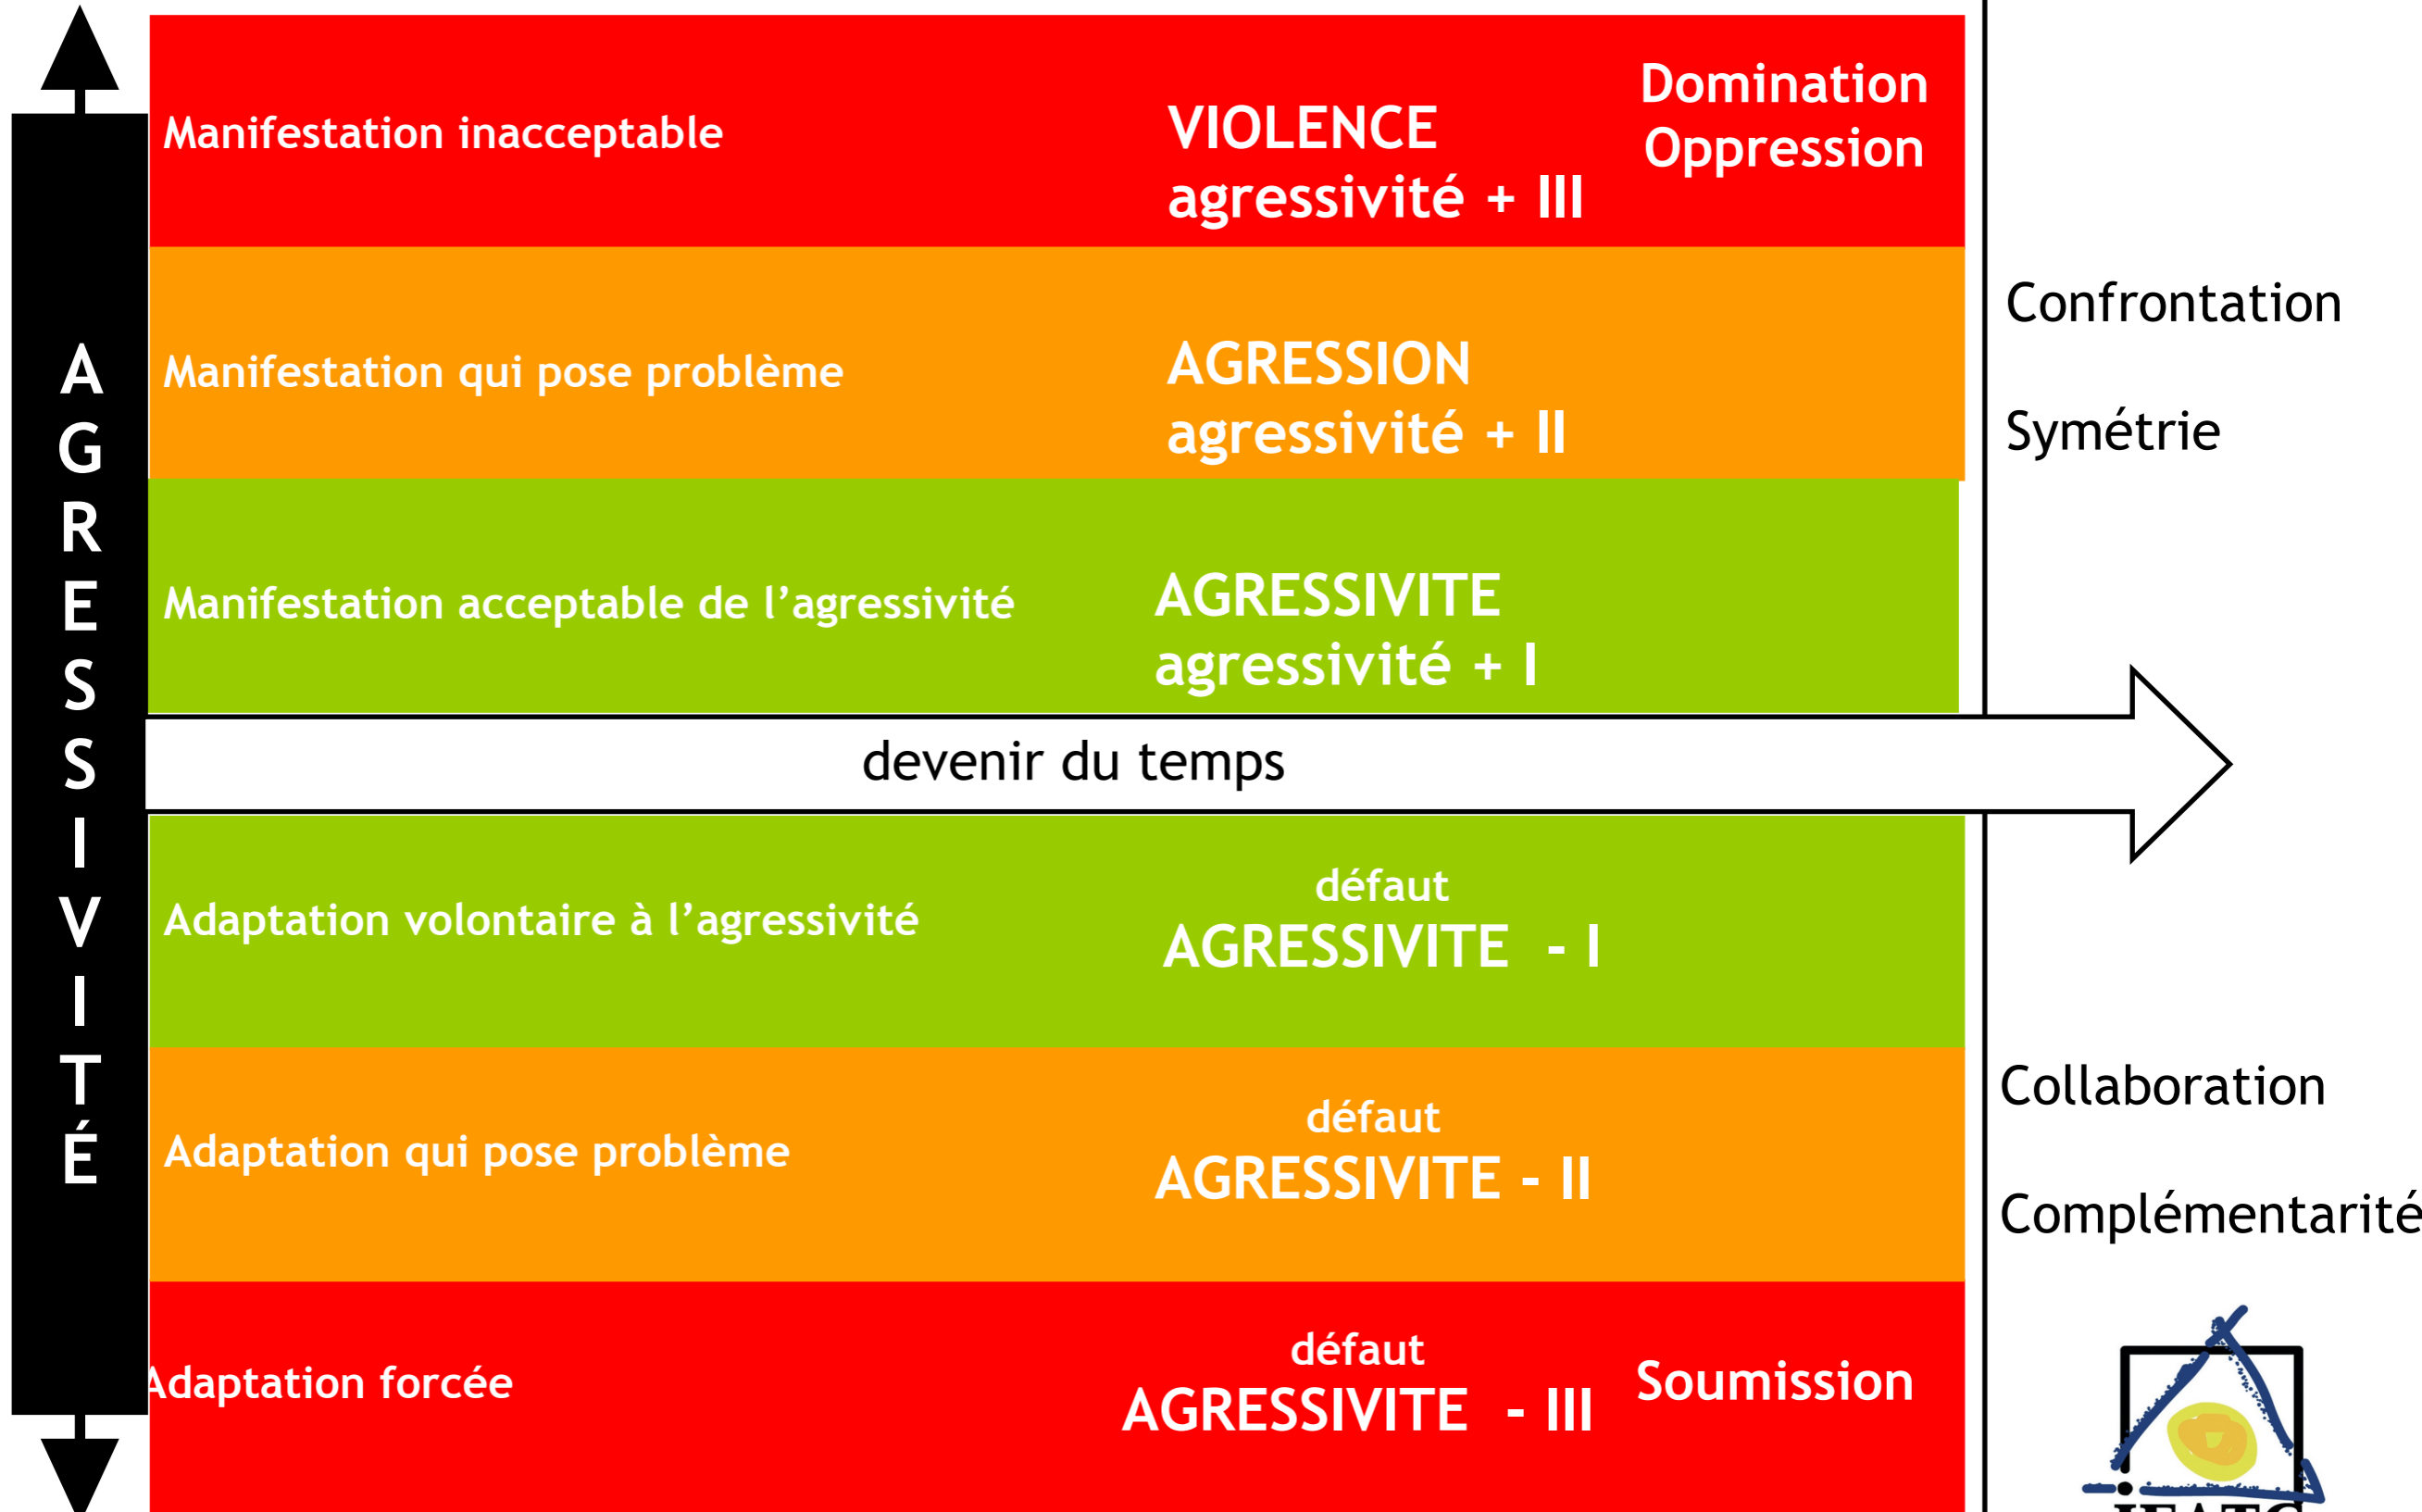 AGRESSIVITÉ
Manifestation inacceptable
VIOLENCE
agressivité + III
Domination
Oppression
Manifestation qui pose problème
AGRESSION
agressivité + II
Confrontation
Symétrie
Manifestation acceptable de l’agressivité
AGRESSIVITE
agressivité + I
devenir du temps
Adaptation volontaire à l’agressivité
défaut
AGRESSIVITE - I
Adaptation qui pose problème
défaut
AGRESSIVITE - II
Collaboration
Complémentarité
Adaptation forcée
défaut
AGRESSIVITE - III
Soumission